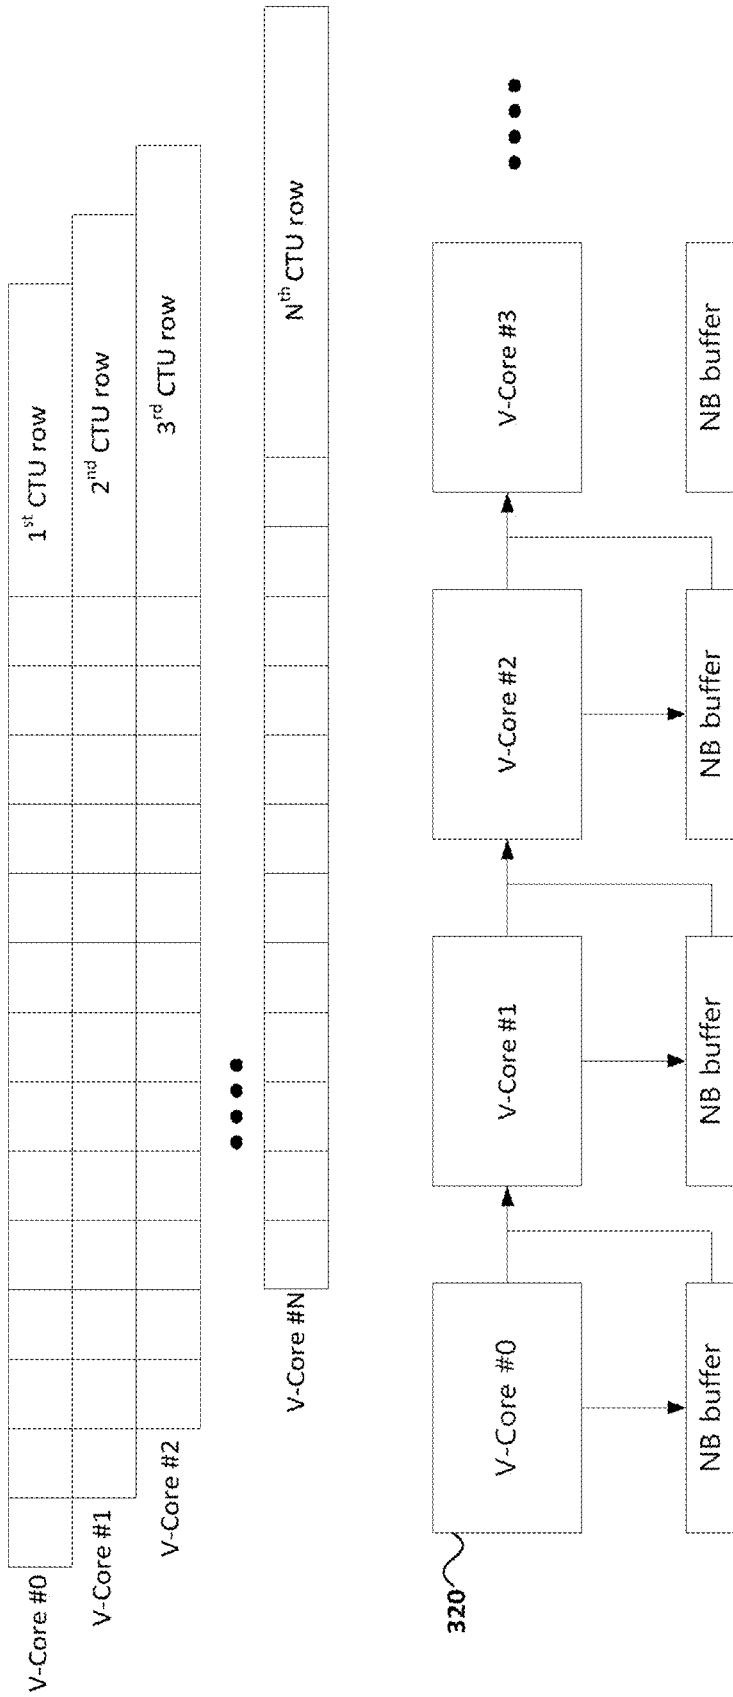 V-Core #0
1st CTU row
V-Core #1
2nd CTU row
V-Core #2
3rd CTU row
V-Core #N
Nth CTU row
320
V-Core #0
V-Core #1
V-Core #2
V-Core #3
NB buffer
NB buffer
NB buffer
NB buffer